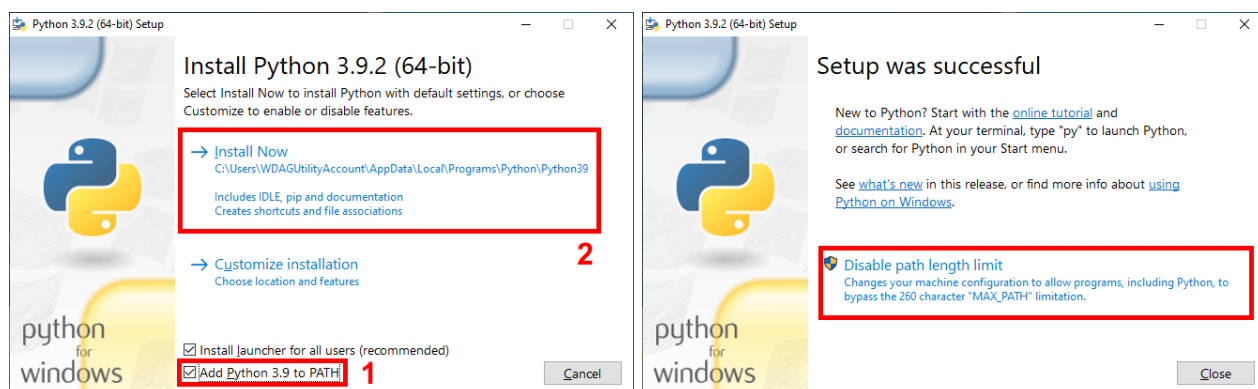 Python 3.9.2 (64-bit) Setup
Install Python 3.9.2 (64-bit)
Select Install Now to install Python with default settings, or choose
Customize to enable or disable features.
Install Now
C:\Users\WDAGUtilityAccount\AppData\Local\Programs\Python\Python39
Includes IDLE, pip and documentation
Creates shortcuts and file associations
2
Customize installation
Choose location and features
python
for
windows
Install launcher for all users (recommended)
Add Python 3.9 to PATH
1
Cancel
Python 3.9.2 (64-bit) Setup
Setup was successful
New to Python? Start with the online tutorial and
documentation. At your terminal, type "py" to launch Python,
or search for Python in your Start menu.
See what's new in this release, or find more info about using
Python on Windows.
Disable path length limit
Changes your machine configuration to allow programs, including Python, to
bypass the 260 character "MAX_PATH" limitation.
python
for
windows
Close